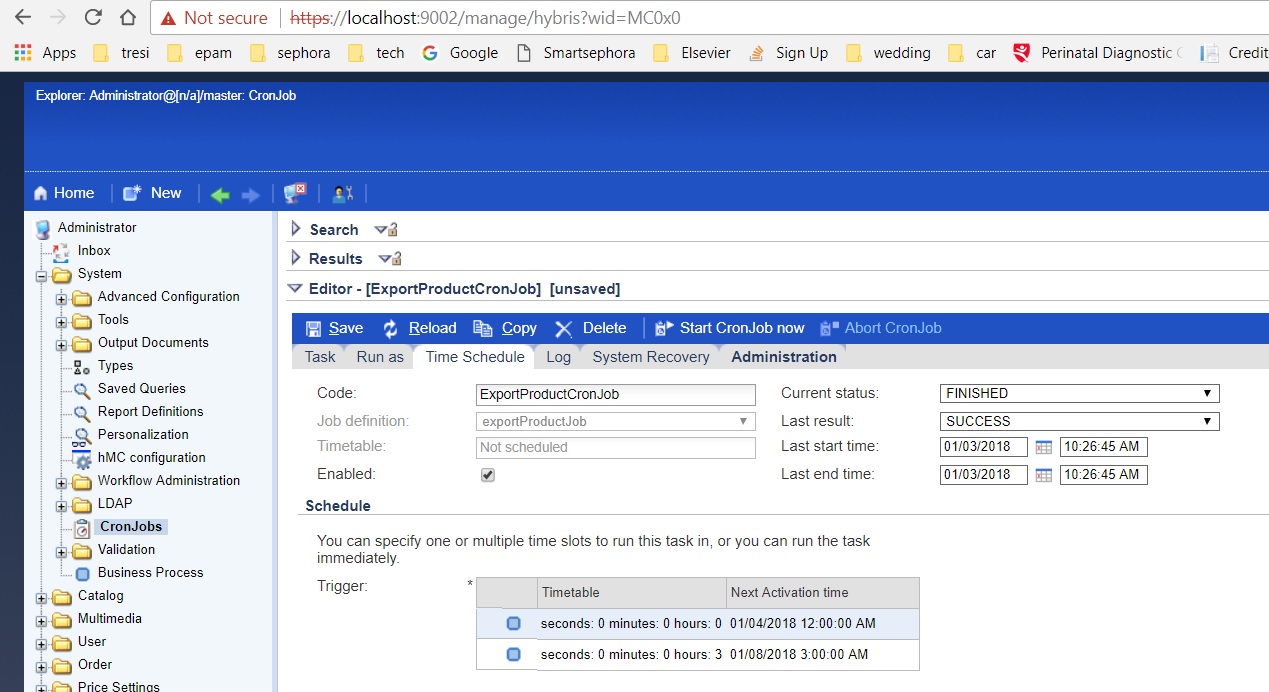 Not secure https://localhost:9002/manage/hybris?wid=MC0x0
Apps tresi epam sephora tech Google Smartsephora Elsevier Sign Up wedding car Perinatal Diagnostic Credit
Explorer: Administrator@[n/a]/master: CronJob
Home New
Administrator
Inbox
System
Advanced Configuration
Tools
Output Documents
Types
Saved Queries
Report Definitions
Personalization
hMC configuration
Workflow Administration
LDAP
CronJobs
Validation
Business Process
Catalog
Multimedia
User
Order
Price Settings
Search
Results
Editor - [ExportProductCronJob] [unsaved]
Save Reload Copy Delete Start CronJob now Abort CronJob
Task Run as Time Schedule Log System Recovery Administration
Code: ExportProductCronJob Current status: FINISHED
Job definition: exportProductJob Last result: SUCCESS
Timetable: Not scheduled Last start time: 01/03/2018 10:26:45 AM
Enabled: Last end time: 01/03/2018 10:26:45 AM
Schedule
You can specify one or multiple time slots to run this task in, or you can run the task
immediately.
Trigger: * Timetable Next Activation time
seconds: 0 minutes: 0 hours: 0 01/04/2018 12:00:00 AM
seconds: 0 minutes: 0 hours: 3 01/08/2018 3:00:00 AM